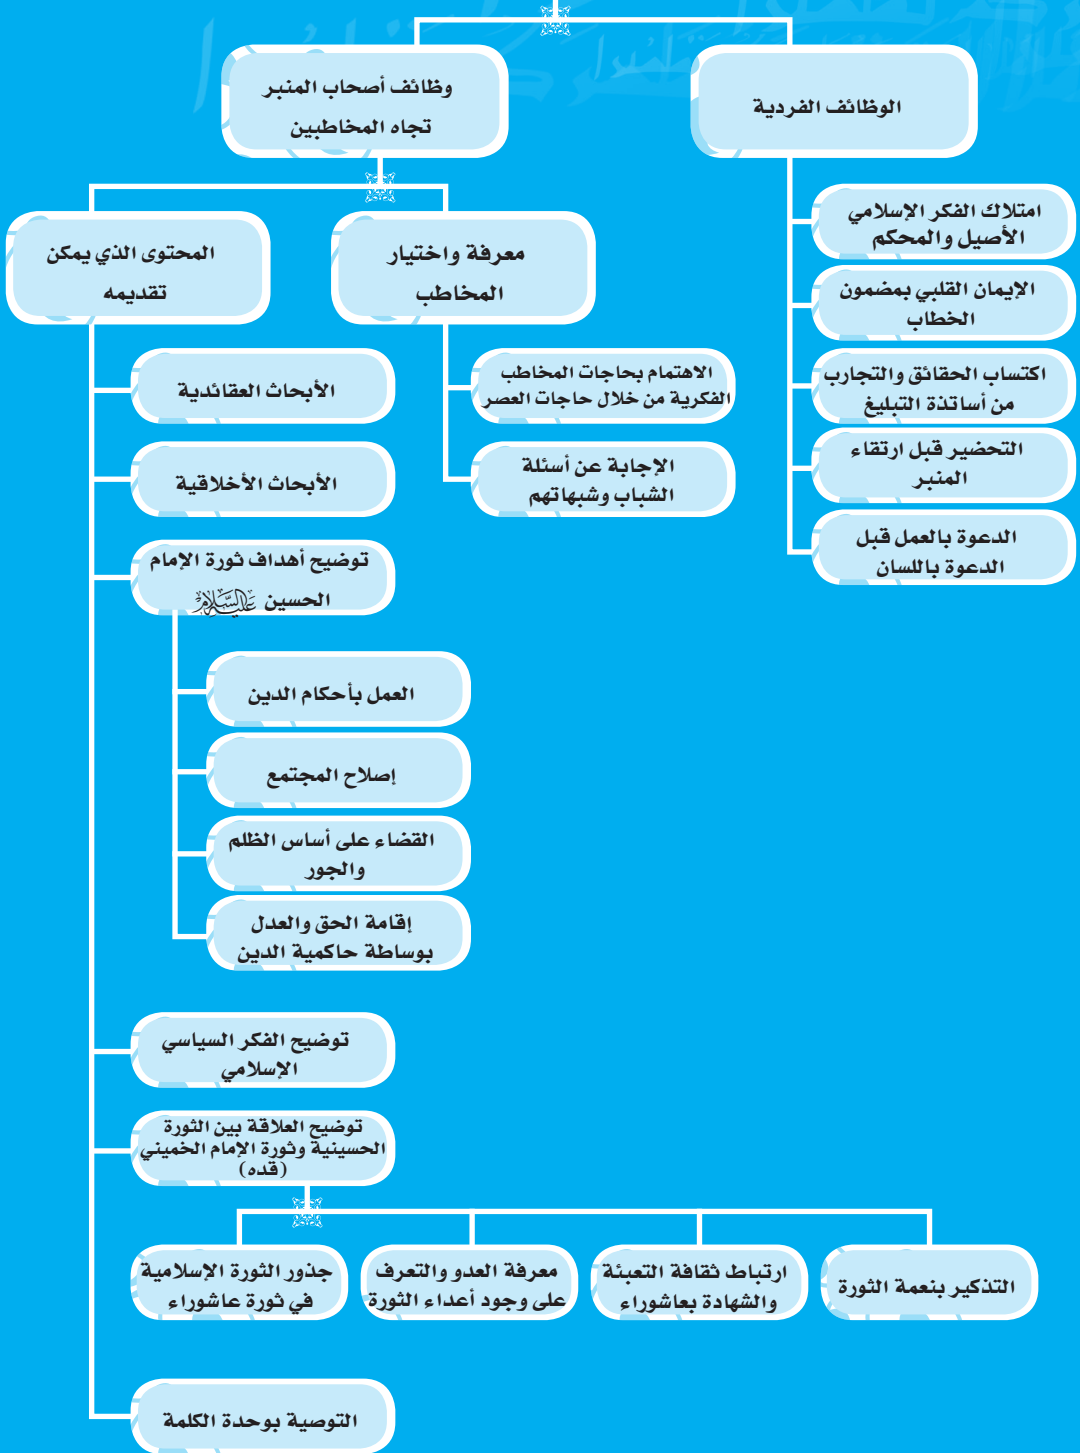 الوظائف الفردية
امتلاك الفكر الإسلامي
الأصيل والمحكم
الإيمان القلبي بمضمون
الخطاب
اكتساب الحقائق والتجارب
من أساتذة التبليغ
التحضير قبل ارتقاء
المنبر
الدعوة بالعمل قبل
الدعوة باللسان
وظائف أصحاب المنبر
تجاه المخاطبين
معرفة واختيار
المخاطب
الاهتمام بحاجات المخاطب
الفكرية من خلال حاجات العصر
الإجابة عن أسئلة
الشباب وشبهاتهم
المحتوى الذي يمكن
تقديمه
الأبحاث العقائدية
الأبحاث الأخلاقية
توضيح أهداف ثورة الإمام
الحسين عليه السلام
العمل بأحكام الدين
إصلاح المجتمع
القضاء على أساس الظلم
والجور
إقامة الحق والعدل
بوساطة حاكمية الدين
توضيح الفكر السياسي
الإسلامي
توضيح العلاقة بين الثورة
الحسينية وثورة الإمام الخميني
(قده)
التذكير بنعمة الثورة
ارتباط ثقافة التعبئة
والشهادة بعاشوراء
معرفة العدو والتعرف
على وجود أعداء الثورة
جذور الثورة الإسلامية
في ثورة عاشوراء
التوصية بوحدة الكلمة